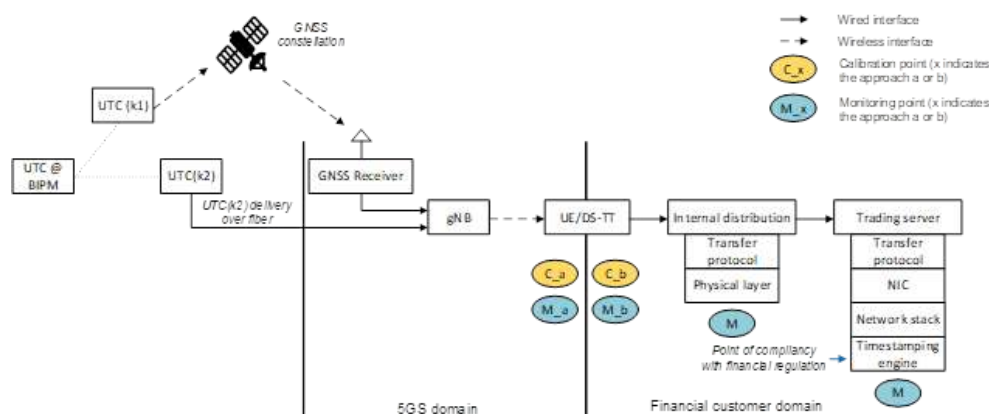 GNSS
constellation
Wired interface
Wireless interface
C_x
Calibration point (x indicates
the approach a or b)
M_x
Monitoring point (x indicates
the approach a or b)
UTC (k1)
UTC @
BIPM
UTC(k2)
GNSS Receiver
UTC(k2) delivery
over fiber
gNB
UE/DS-TT
Internal distribution
Trading server
Transfer
protocol
Physical layer
Transfer
protocol
NIC
Network stack
Timestamping
engine
C_a
C_b
M_a
M_b
M
Point of compliancy
with financial regulation
M
5GS domain
Financial customer domain